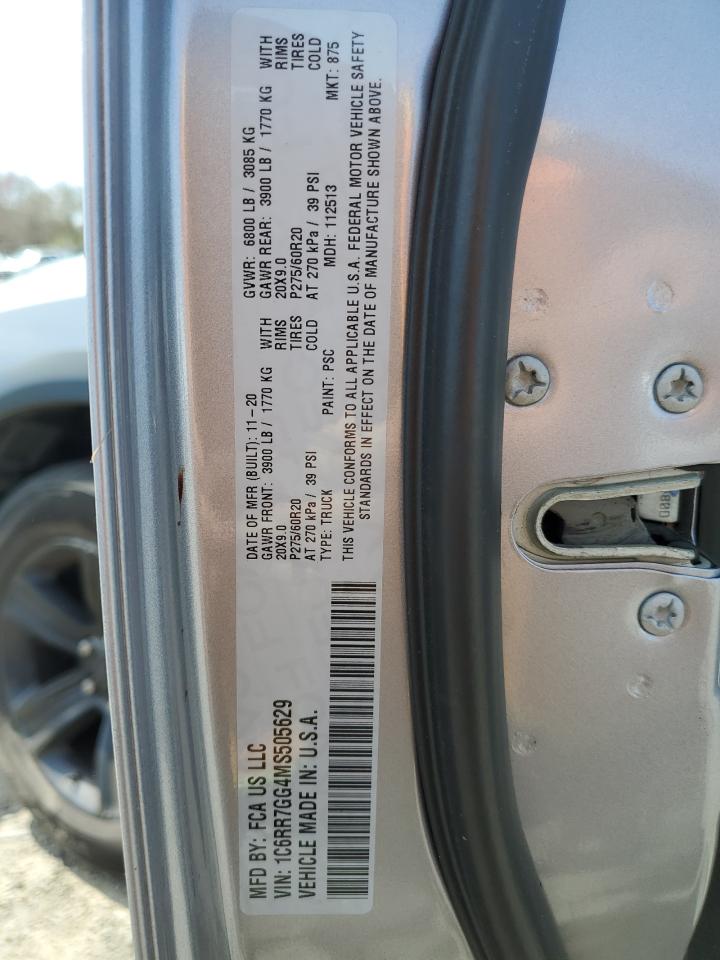 MFD BY: FCA US LLC
VIN: 1C6RR7GG4MS505629
VEHICLE MADE IN: U.S.A.
DATE OF MFR (BUILT): 11-20 GVWR: 6800 LB / 3085 KG
GAWR FRONT: 3900 LB / 1770 KG WITH GAWR REAR: 3900 LB / 1770 KG WITH
20X9.0 RIMS 20X9.0 RIMS
P275/60R20 TIRES P275/60R20 TIRES
AT 270 kPa / 39 PSI COLD AT 270 kPa / 39 PSI COLD
TYPE: TRUCK PAINT: PSC MDH: 112513 MKT: 875
THIS VEHICLE CONFORMS TO ALL APPLICABLE U.S.A. FEDERAL MOTOR VEHICLE SAFETY
STANDARDS IN EFFECT ON THE DATE OF MANUFACTURE SHOWN ABOVE.